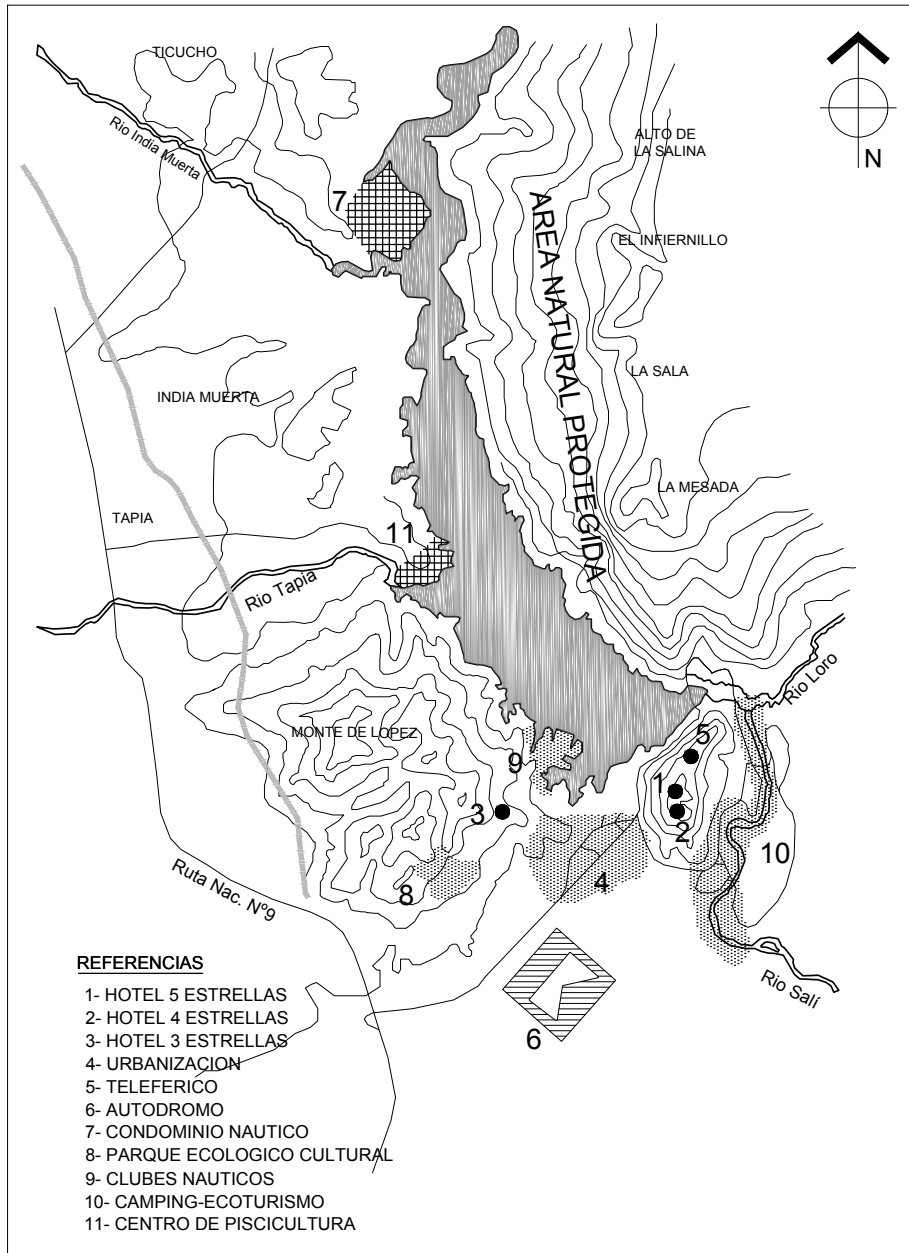 TICUCHO
Rio India Muerta
ALTO DE
LA SALINA
N
7
AREA NATURAL PROTEGIDA
EL INFIERNILLO
LA SALA
INDIA MUERTA
LA MESADA
TAPIA
11
Rio Tapia
Rio Loro
MONTE DE LOPEZ
9
5
1
3
2
10
8
4
Ruta Nac. Nº9
Rio Salí
6
REFERENCIAS
1- HOTEL 5 ESTRELLAS
2- HOTEL 4 ESTRELLAS
3- HOTEL 3 ESTRELLAS
4- URBANIZACION
5- TELEFERICO
6- AUTODROMO
7- CONDOMINIO NAUTICO
8- PARQUE ECOLOGICO CULTURAL
9- CLUBES NAUTICOS
10- CAMPING-ECOTURISMO
11- CENTRO DE PISCICULTURA